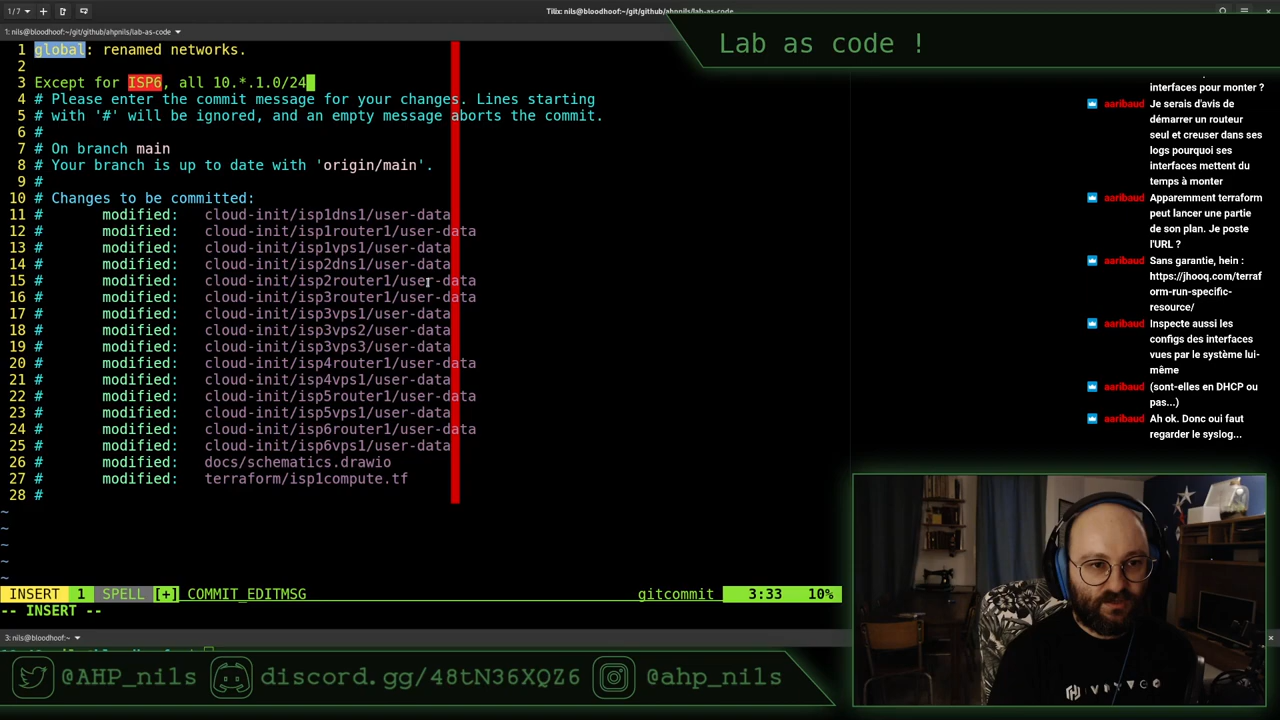 1/7
Tilix: nils@bloodhoof:~/git/github/ahpnils/lab-as-code
1: nils@bloodhoof:~/git/github/ahpnils/lab-as-code
1 global: renamed networks.
2
3 Except for ISP6, all 10.*.1.0/24
4 # Please enter the commit message for your changes. Lines starting
5 # with '#' will be ignored, and an empty message aborts the commit.
6 #
7 # On branch main
8 # Your branch is up to date with 'origin/main'.
9 #
10 # Changes to be committed:
11 # modified: cloud-init/isp1dns1/user-data
12 # modified: cloud-init/isp1router1/user-data
13 # modified: cloud-init/isp1vps1/user-data
14 # modified: cloud-init/isp2dns1/user-data
15 # modified: cloud-init/isp2router1/user-data
16 # modified: cloud-init/isp3router1/user-data
17 # modified: cloud-init/isp3vps1/user-data
18 # modified: cloud-init/isp3vps2/user-data
19 # modified: cloud-init/isp3vps3/user-data
20 # modified: cloud-init/isp4router1/user-data
21 # modified: cloud-init/isp4vps1/user-data
22 # modified: cloud-init/isp5router1/user-data
23 # modified: cloud-init/isp5vps1/user-data
24 # modified: cloud-init/isp6router1/user-data
25 # modified: cloud-init/isp6vps1/user-data
26 # modified: docs/schematics.drawio
27 # modified: terraform/isp1compute.tf
28 #
~
~
~
~
~
INSERT 1 SPELL [+] COMMIT_EDITMSG gitcommit 3:33 10%
-- INSERT --
3: nils@bloodhoof:~
@AHP_nils discord.gg/48tN36XQZ6 @ahp_nils
Lab as code !
interfaces pour monter ?
aaribaud Je serais d'avis de
démarrer un routeur
seul et creuser dans ses
logs pourquoi ses
interfaces mettent du
temps à monter
aaribaud Apparemment terraform
peut lancer une partie
de son plan. Je poste
l'URL ?
aaribaud Sans garantie, hein :
https://jhooq.com/terraf
orm-run-specific-
resource/
aaribaud Inspecte aussi les
configs des interfaces
vues par le système lui-
même
aaribaud (sont-elles en DHCP ou
pas...)
aaribaud Ah ok. Donc oui faut
regarder le syslog...